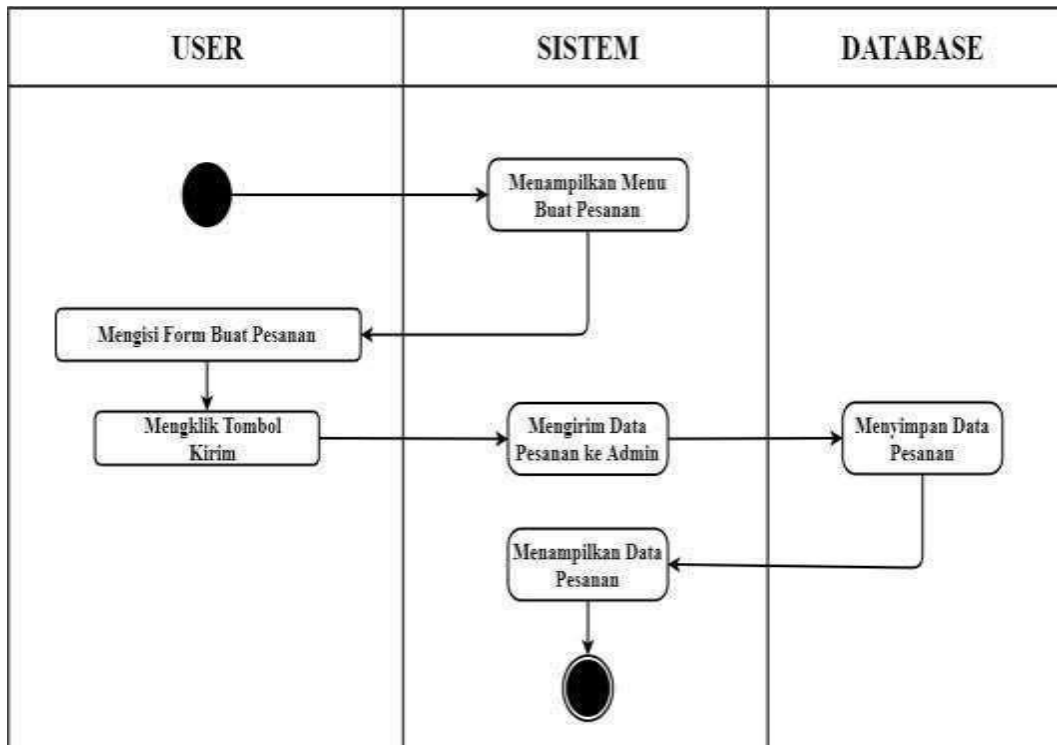 USER
SISTEM
DATABASE
Menampilkan Menu
Buat Pesanan
Mengisi Form Buat Pesanan
Mengklik Tombol
Kirim
Mengirim Data
Pesanan ke Admin
Menyimpan Data
Pesanan
Menampilkan Data
Pesanan